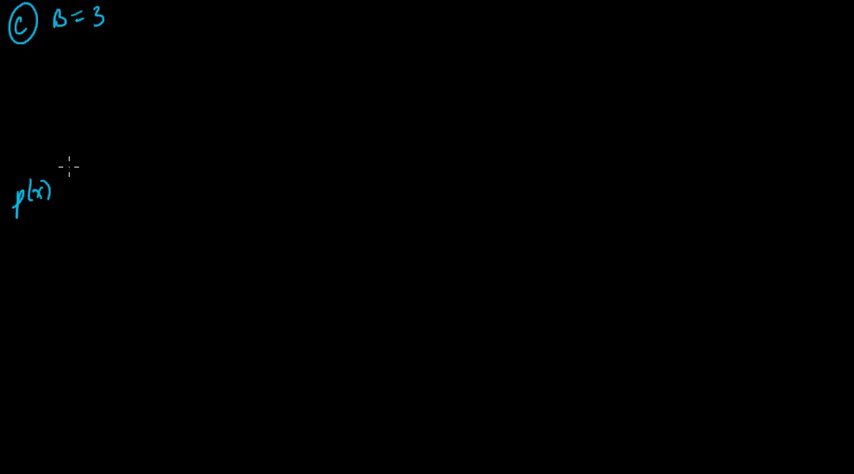 Ⓒ B = 3
p(x)